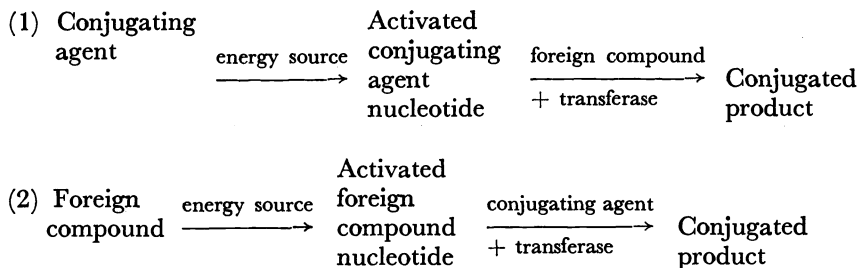 (1) Conjugating
agent
energy source
Activated
conjugating
agent
nucleotide
foreign compound
+ transferase
Conjugated
product
(2) Foreign
compound
energy source
Activated
foreign
compound
nucleotide
conjugating agent
+ transferase
Conjugated
product